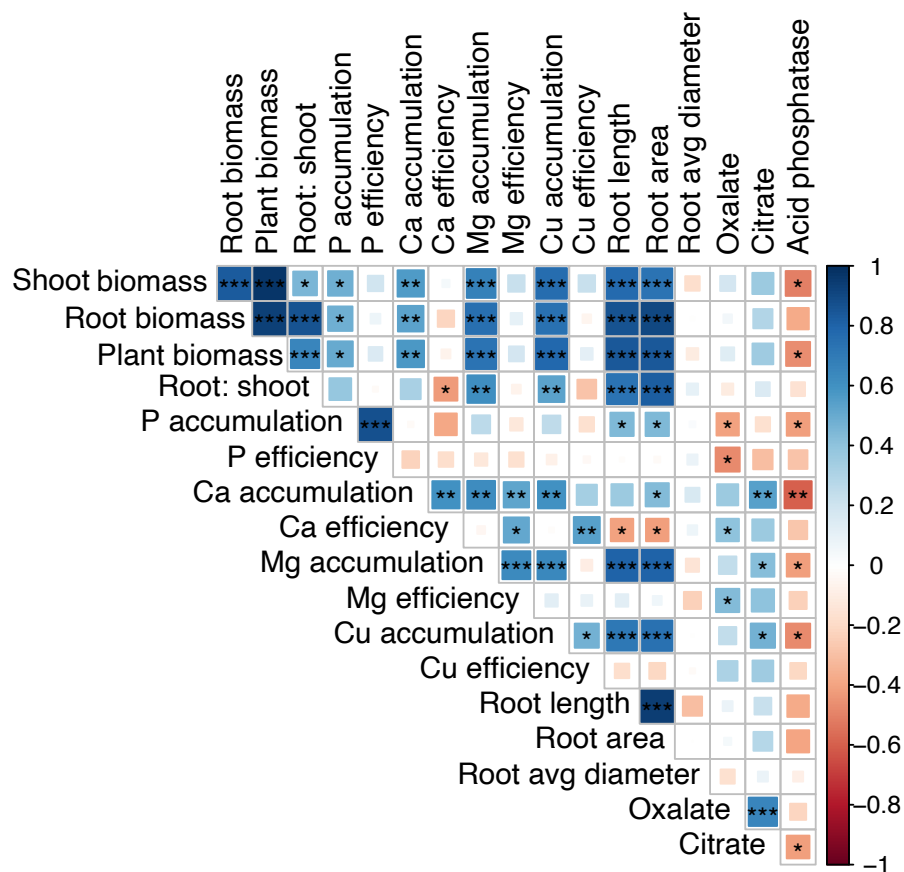 Root biomass
Plant biomass
Root: shoot
P accumulation
P efficiency
Ca accumulation
Ca efficiency
Mg accumulation
Mg efficiency
Cu accumulation
Cu efficiency
Root length
Root area
Root avg diameter
Oxalate
Citrate
Acid phosphatase
Shoot biomass *** *** * * ** *** *** *** *** *
Root biomass *** *** * ** *** *** *** ***
Plant biomass *** * ** *** *** *** *** *
Root: shoot * ** ** *** ***
P accumulation *** * * * *
P efficiency *
Ca accumulation ** ** ** ** * ** **
Ca efficiency * ** * * *
Mg accumulation *** *** *** *** * *
Mg efficiency *
Cu accumulation * *** *** * *
Cu efficiency
Root length ***
Root area
Root avg diameter
Oxalate ***
Citrate *
1
0.8
0.6
0.4
0.2
0
−0.2
−0.4
−0.6
−0.8
−1